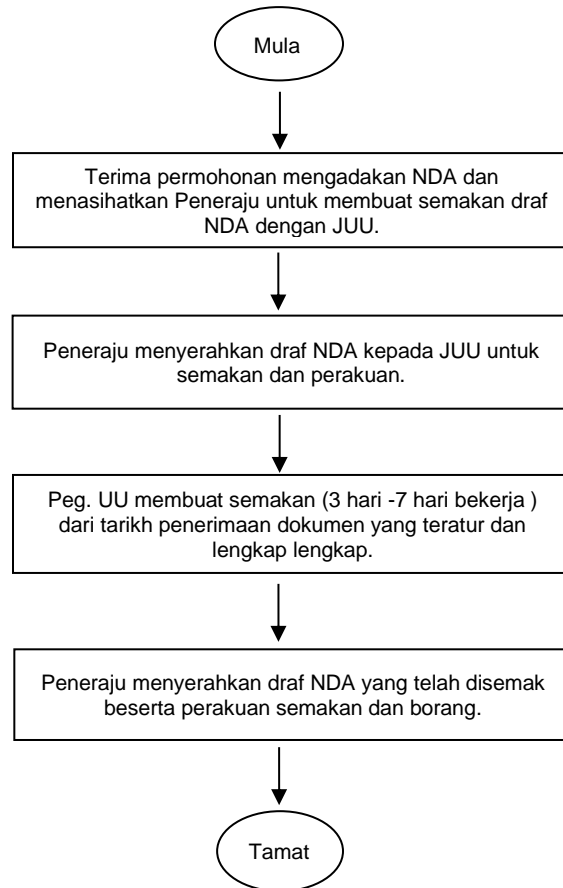 Mula
Terima permohonan mengadakan NDA dan
menasihatkan Peneraju untuk membuat semakan draf
NDA dengan JUU.
Peneraju menyerahkan draf NDA kepada JUU untuk
semakan dan perakuan.
Peg. UU membuat semakan (3 hari -7 hari bekerja )
dari tarikh penerimaan dokumen yang teratur dan
lengkap lengkap.
Peneraju menyerahkan draf NDA yang telah disemak
beserta perakuan semakan dan borang.
Tamat